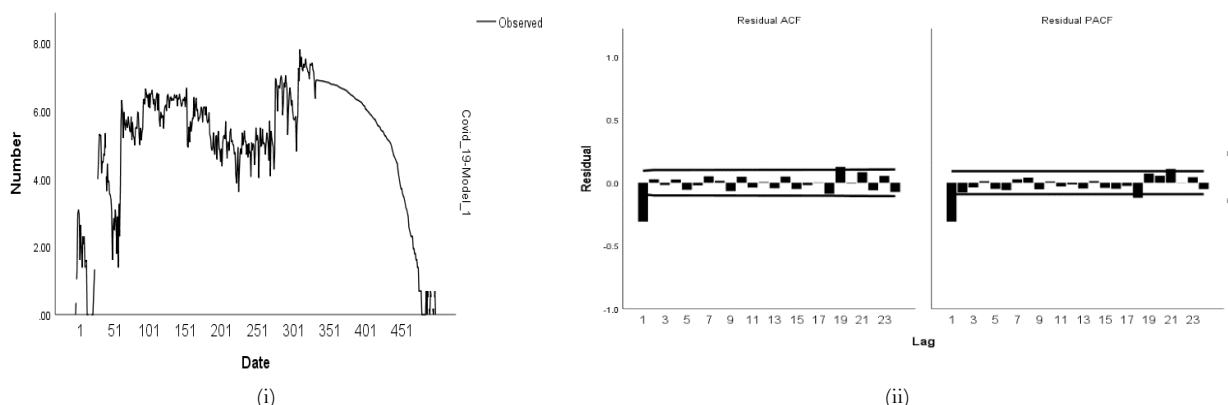 Observed
8.00
6.00
4.00
2.00
.00
Number
1 51 101 151 201 251 301 351 401 451
Date
Covid_19-Model_1
(i)
Residual ACF
Residual PACF
1.0
0.5
0.0
-0.5
-1.0
Residual
1 3 5 7 9 11 13 15 17 19 21 23
1 3 5 7 9 11 13 15 17 19 21 23
Lag
(ii)